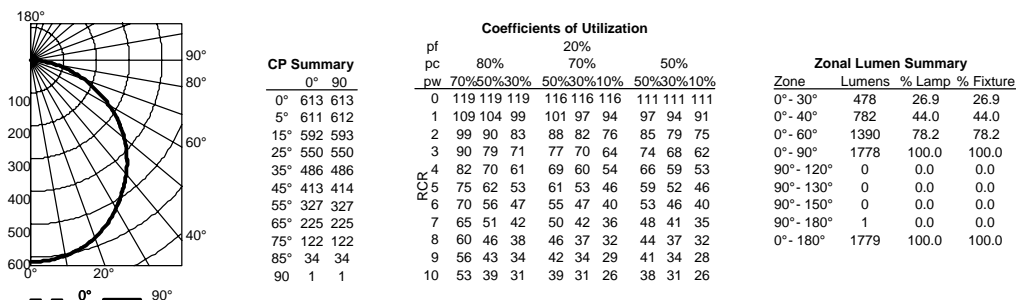 180°
90°
80°
60°
40°
100
200
300
400
500
600
0°
20°
0°
90°
CP Summary
0° 90
0° 613 613
5° 611 612
15° 592 593
25° 550 550
35° 486 486
45° 413 414
55° 327 327
65° 225 225
75° 122 122
85° 34 34
90 1 1
Coefficients of Utilization
pf 20%
pc 80% 70% 50%
pw 70%50%30% 50%30%10% 50%30%10%
RCR
0 119 119 119 116 116 116 111 111 111
1 109 104 99 101 97 94 97 94 91
2 99 90 83 88 82 76 85 79 75
3 90 79 71 77 70 64 74 68 62
4 82 70 61 69 60 54 66 59 53
5 75 62 53 61 53 46 59 52 46
6 70 56 47 55 47 40 53 46 40
7 65 51 42 50 42 36 48 41 35
8 60 46 38 46 37 32 44 37 32
9 56 43 34 42 34 29 41 34 28
10 53 39 31 39 31 26 38 31 26
Zonal Lumen Summary
Zone Lumens % Lamp % Fixture
0°- 30° 478 26.9 26.9
0°- 40° 782 44.0 44.0
0°- 60° 1390 78.2 78.2
0°- 90° 1778 100.0 100.0
90°- 120° 0 0.0 0.0
90°- 130° 0 0.0 0.0
90°- 150° 0 0.0 0.0
90°- 180° 1 0.0 0.0
0°- 180° 1779 100.0 100.0